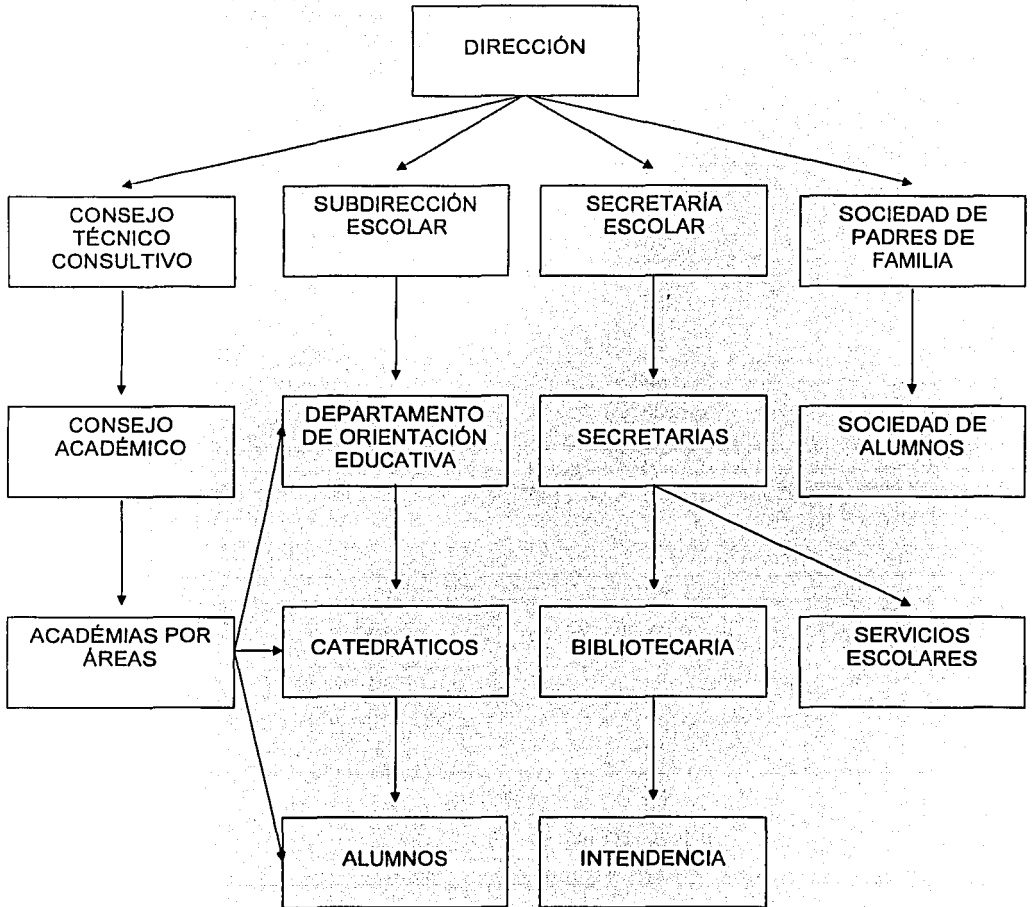 DIRECCIÓN
CONSEJO
TÉCNICO
CONSULTIVO
SUBDIRECCIÓN
ESCOLAR
SECRETARÍA
ESCOLAR
SOCIEDAD DE
PADRES DE
FAMILIA
CONSEJO
ACADÉMICO
DEPARTAMENTO
DE ORIENTACIÓN
EDUCATIVA
SECRETARIAS
SOCIEDAD DE
ALUMNOS
ACADÉMIAS POR
ÁREAS
CATEDRÁTICOS
BIBLIOTECARIA
SERVICIOS
ESCOLARES
ALUMNOS
INTENDENCIA